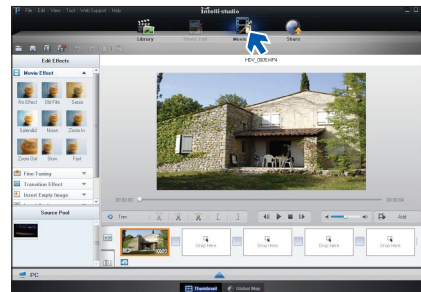 File Edit View Tool Web Support Help
Intelli-studio
Library
Photo Edit
Movie
Share
Edit Effects
HDV_0005.MP4
Movie Effect
No Effect Old Film Sepia
Splendid Noise Zoom In
Zoom Out Slow Fast
Fine-Tuning
Transition Effect
Insert Empty Image
Source Pool
00:00:00
00:50:04
Trim
Add
Drop Here Drop Here Drop Here Drop Here
PC
Thumbnail Global Map